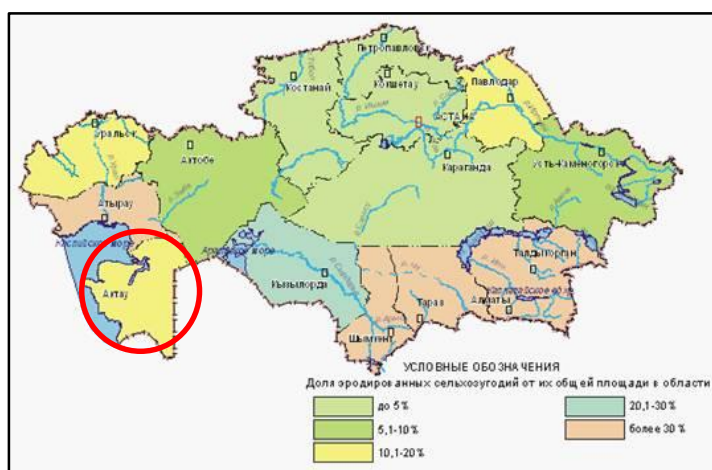 Петропавловск
Кокшетау
Костанай
Павлодар
р. Ишим
АСТАНА
Уральск
Актобе
Караганда
Усть-Каменогорск
Атырау
Каспийское море
Аральское море
Талдыкорган
Кызылорда
Актау
Тараз
Алматы
Шымкент
УСЛОВНЫЕ ОБОЗНАЧЕНИЯ
Доля эродированных сельхозугодий от их общей площади в области
до 5%
20,1-30%
5,1-10%
более 30%
10,1-20%